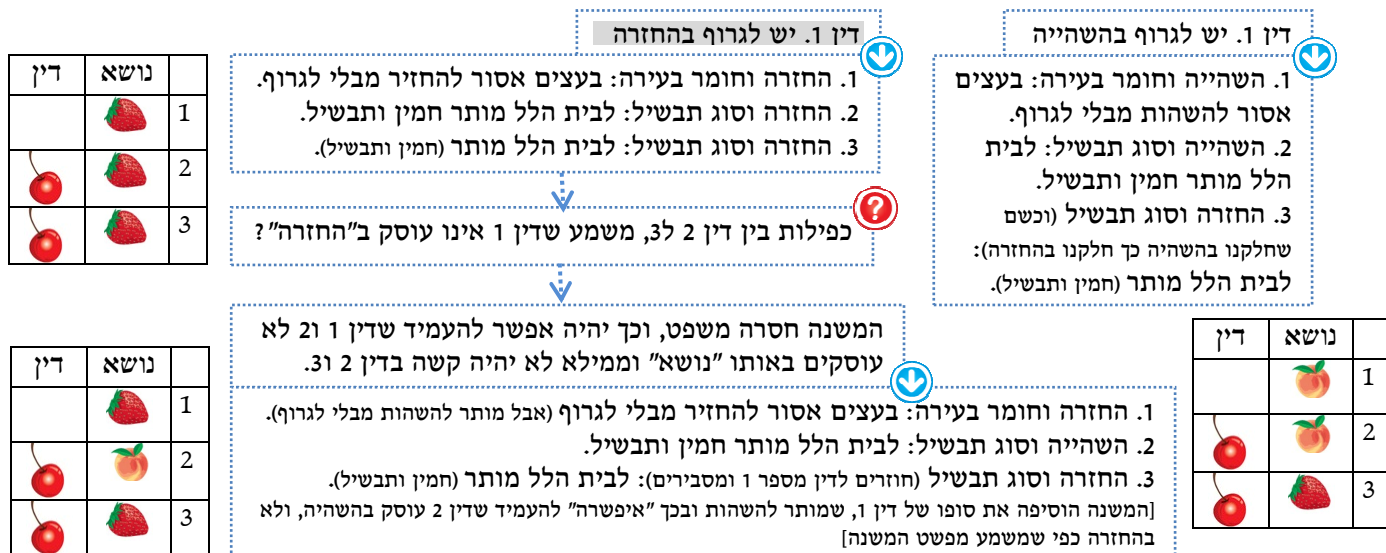 דין 1. יש לגרוף בהשהייה
1. השהייה וחומר בעירה: בעצים
אסור להשהות מבלי לגרוף.
2. השהייה וסוג תבשיל: לבית
הלל מותר חמין ותבשיל.
3. החזרה וסוג תבשיל (וכשם
שחלקנו בהשהיה כך חלקנו בהחזרה):
לבית הלל מותר (חמין ותבשיל).
נושא דין
1
2
3
דין 1. יש לגרוף בהחזרה
1. החזרה וחומר בעירה: בעצים אסור להחזיר מבלי לגרוף.
2. החזרה וסוג תבשיל: לבית הלל מותר חמין ותבשיל.
3. החזרה וסוג תבשיל: לבית הלל מותר (חמין ותבשיל).
?
כפילות בין דין 2 ל3, משמע שדין 1 אינו עוסק ב"החזרה"?
נושא דין
1
2
3
המשנה חסרה משפט, וכך יהיה אפשר להעמיד שדין 1 ו2 לא
עוסקים באותו "נושא" וממילא לא יהיה קשה בדין 2 ו3.
1. החזרה וחומר בעירה: בעצים אסור להחזיר מבלי לגרוף (אבל מותר להשהות מבלי לגרוף).
2. השהייה וסוג תבשיל: לבית הלל מותר חמין ותבשיל.
3. החזרה וסוג תבשיל (חוזרים לדין מספר 1 ומסבירים): לבית הלל מותר (חמין ותבשיל).
[המשנה הוסיפה את סופו של דין 1, שמותר להשהות ובכך "איפשרה" להעמיד שדין 2 עוסק בהשהיה, ולא
בהחזרה כפי שמשמע מפשט המשנה]
נושא דין
1
2
3